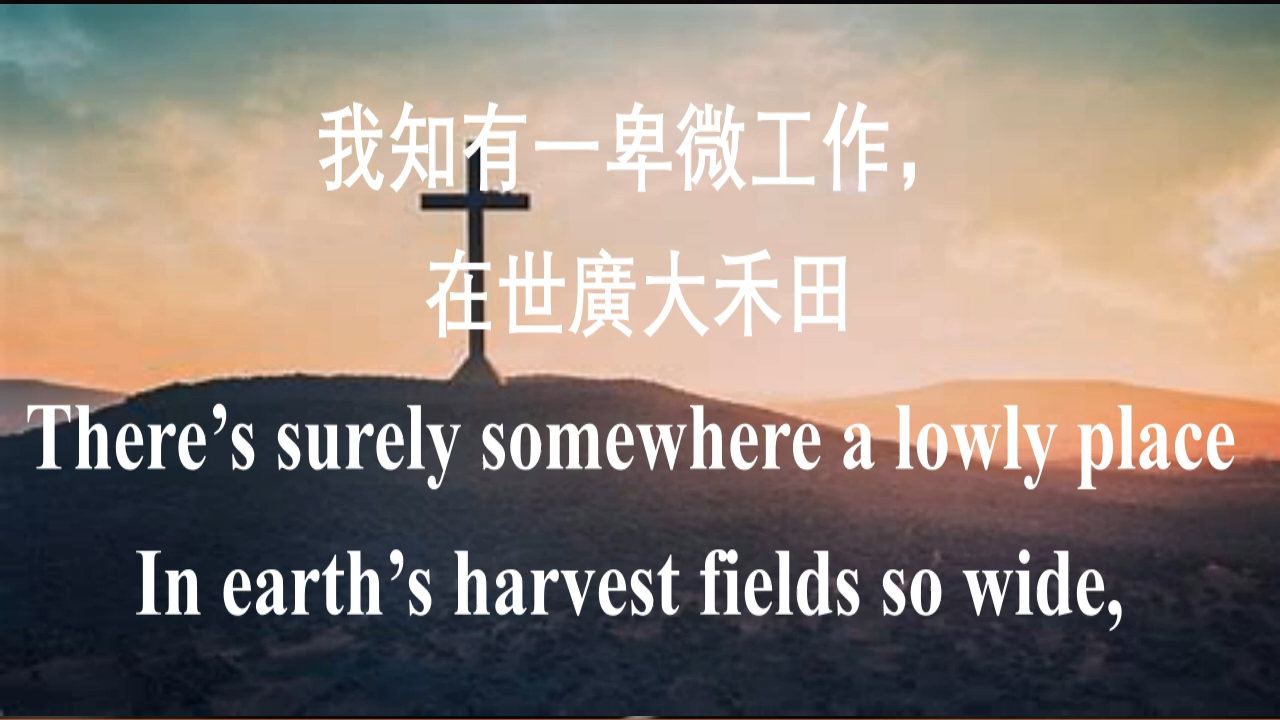 我知有一卑微工作，
在世廣大禾田
There’s surely somewhere a lowly place
In earth’s harvest fields so wide,